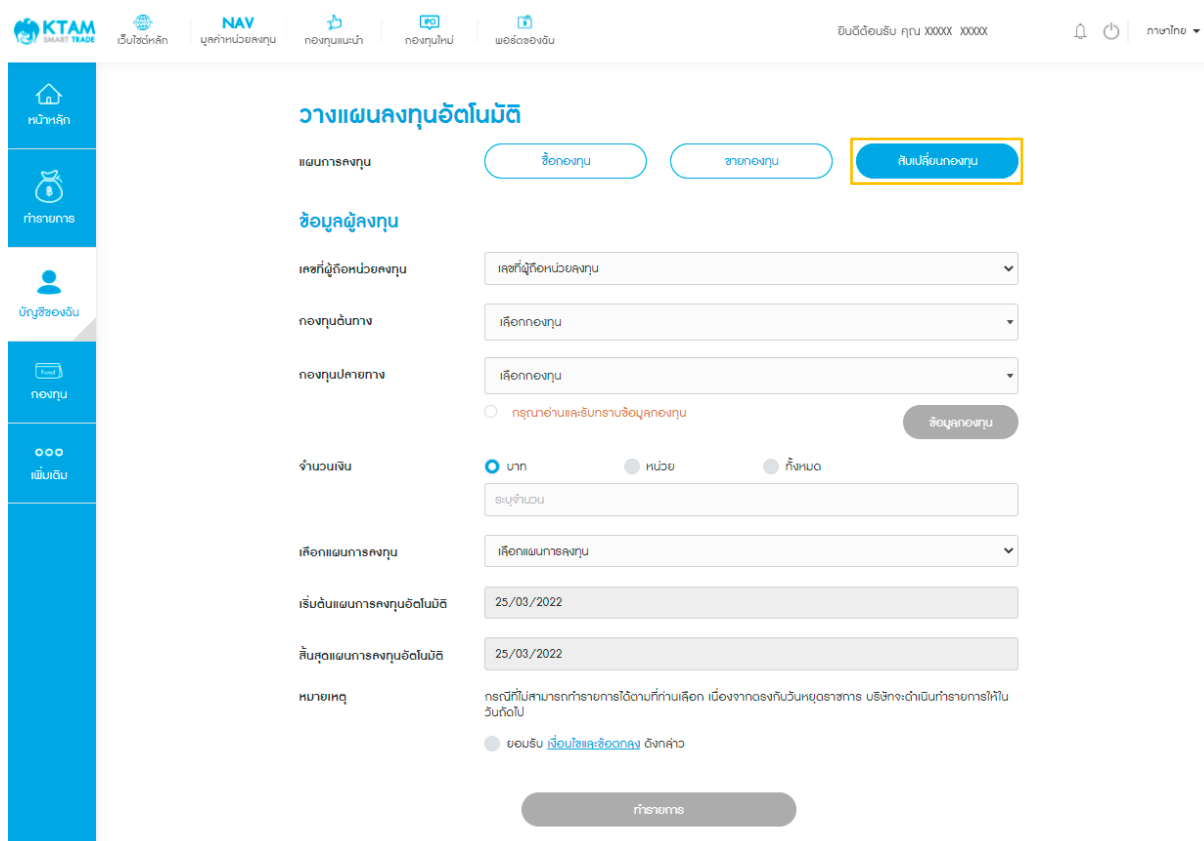 KTAM
SMART TRADE
เว็บไซต์หลัก
NAV
มูลค่าหน่วยลงทุน
กองทุนแนะนำ
IPO
กองทุนใหม่
พอร์ตของฉัน
ยินดีต้อนรับ คุณ XXXXX XXXXX
ภาษาไทย
หน้าหลัก
ทำรายการ
บัญชีของฉัน
Fund
กองทุน
เพิ่มเติม
วางแผนลงทุนอัตโนมัติ
แผนการลงทุน
ซื้อกองทุน
ขายกองทุน
สับเปลี่ยนกองทุน
ข้อมูลผู้ลงทุน
เลขที่ผู้ถือหน่วยลงทุน
เลขที่ผู้ถือหน่วยลงทุน
กองทุนต้นทาง
เลือกกองทุน
กองทุนปลายทาง
เลือกกองทุน
กรุณาอ่านและรับทราบข้อมูลกองทุน
ข้อมูลกองทุน
จำนวนเงิน
บาท
หน่วย
ทั้งหมด
ระบุจำนวน
เลือกแผนการลงทุน
เลือกแผนการลงทุน
เริ่มต้นแผนการลงทุนอัตโนมัติ
25/03/2022
สิ้นสุดแผนการลงทุนอัตโนมัติ
25/03/2022
หมายเหตุ
กรณีที่ไม่สามารถทำรายการได้ตามที่ท่านเลือก เนื่องจากตรงกับวันหยุดราชการ บริษัทจะดำเนินทำรายการให้ใน
วันถัดไป
ยอมรับ เงื่อนไขและข้อตกลง ดังกล่าว
ทำรายการ